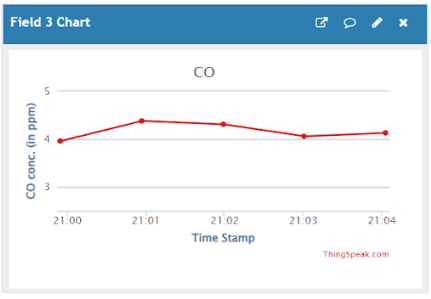 Field 3 Chart
CO
CO conc. (in ppm)
5
4
3
21:00 21:01 21:02 21:03 21:04
Time Stamp
ThingSpeak.com